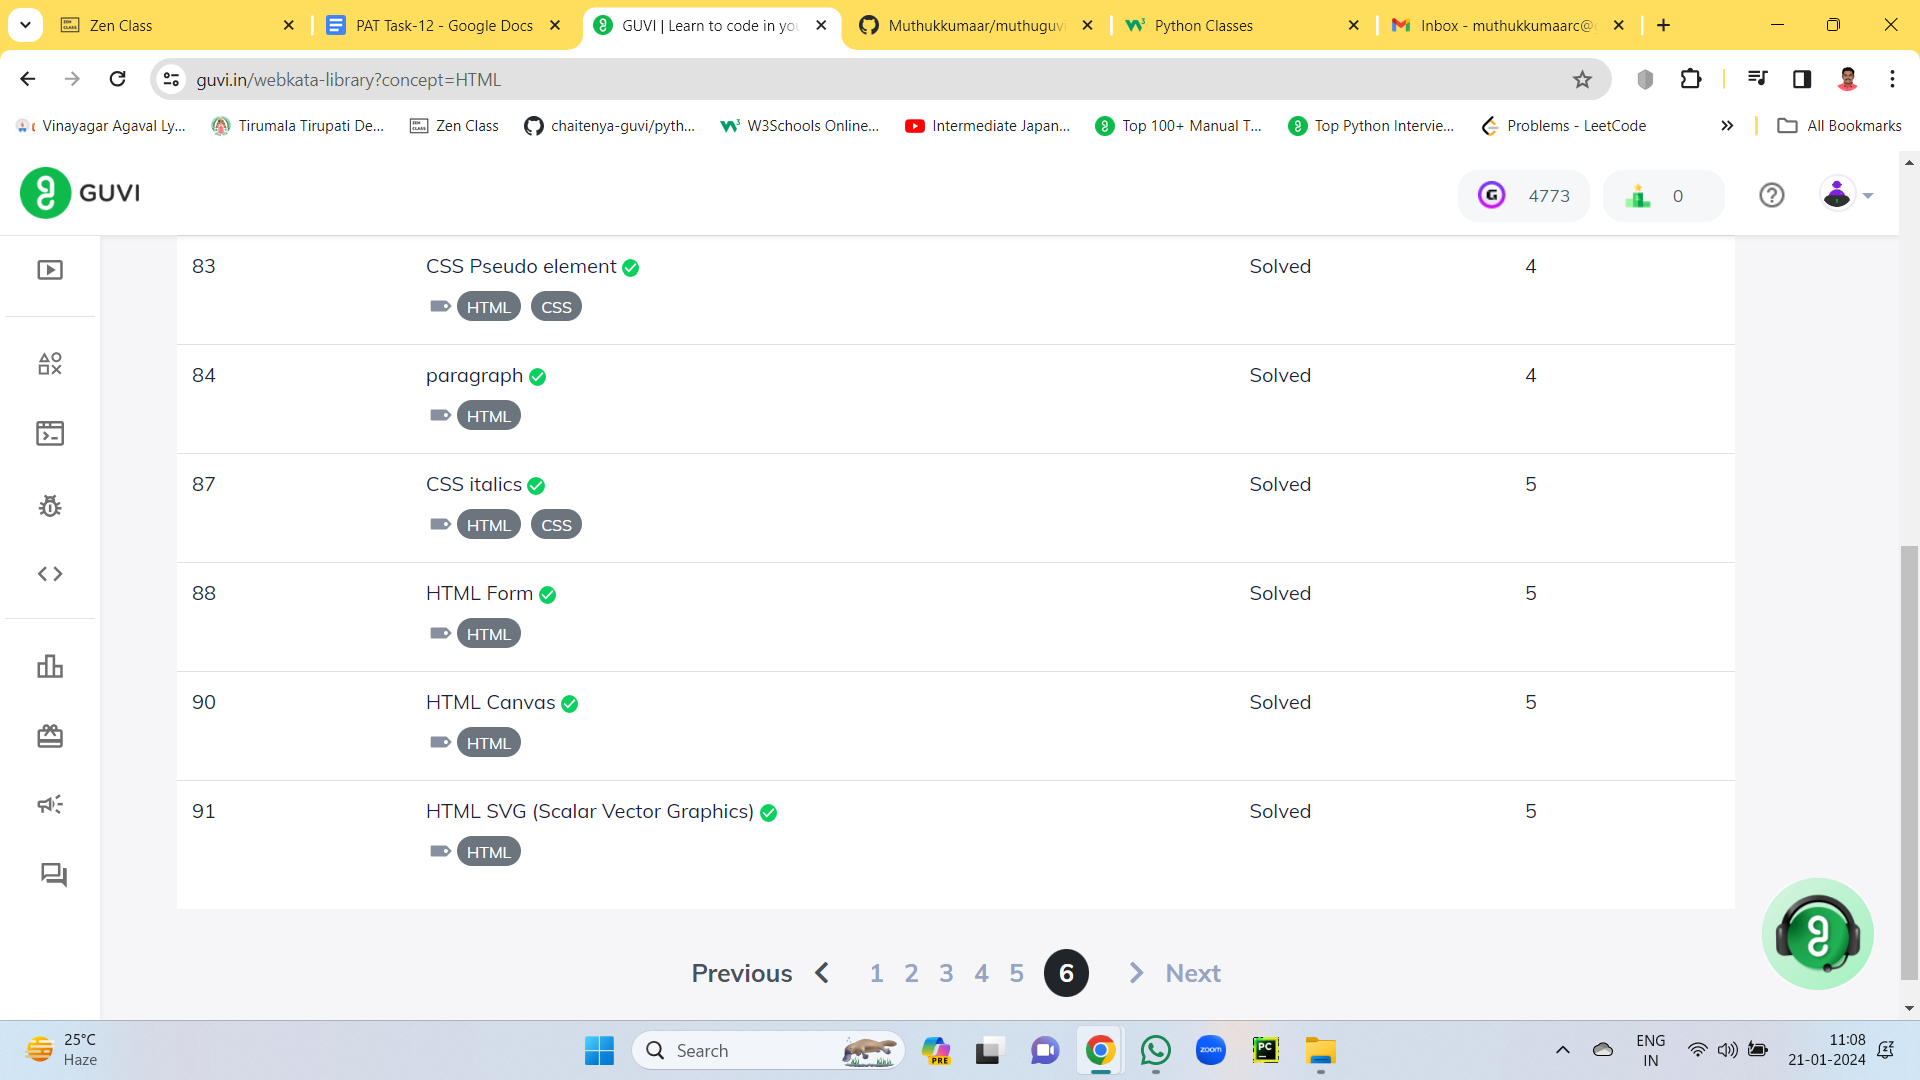 Zen Class
PAT Task-12 - Google Docs
GUVI | Learn to code in you
Muthukkumaar/muthuguvi
Python Classes
Inbox - muthukkumaarc@g
guvi.in/webkata-library?concept=HTML
Vinayagar Agaval Ly...
Tirumala Tirupati De...
Zen Class
chaitenya-guvi/pyth...
W3Schools Online...
Intermediate Japan...
Top 100+ Manual T...
Top Python Intervie...
Problems - LeetCode
All Bookmarks
GUVI
4773
0
83 CSS Pseudo element Solved 4
HTML CSS
84 paragraph Solved 4
HTML
87 CSS italics Solved 5
HTML CSS
88 HTML Form Solved 5
HTML
90 HTML Canvas Solved 5
HTML
91 HTML SVG (Scalar Vector Graphics) Solved 5
HTML
Previous 1 2 3 4 5 6 Next
25°C
Haze
Search
PRE
zoom
PC
ENG
IN
11:08
21-01-2024